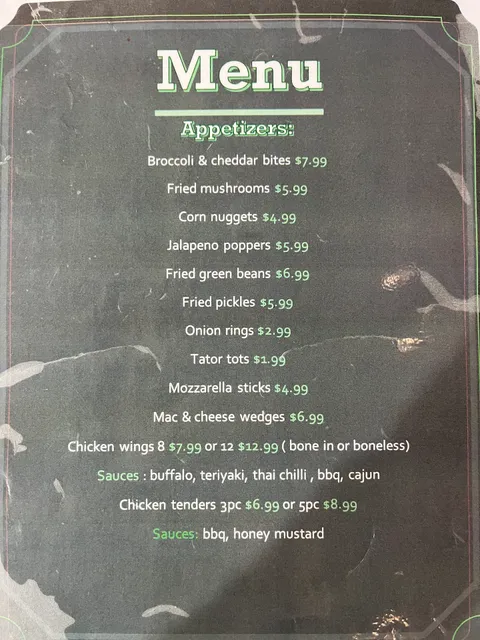 Menu
Appetizers:
Broccoli & cheddar bites $7.99
Fried mushrooms $5.99
Corn nuggets $4.99
Jalapeno poppers $5.99
Fried green beans $6.99
Fried pickles $5.99
Onion rings $2.99
Tator tots $1.99
Mozzarella sticks $4.99
Mac & cheese wedges $6.99
Chicken wings 8 $7.99 or 12 $12.99 ( bone in or boneless)
Sauces : buffalo, teriyaki, thai chilli , bbq, cajun
Chicken tenders 3pc $6.99 or 5pc $8.99
Sauces: bbq, honey mustard